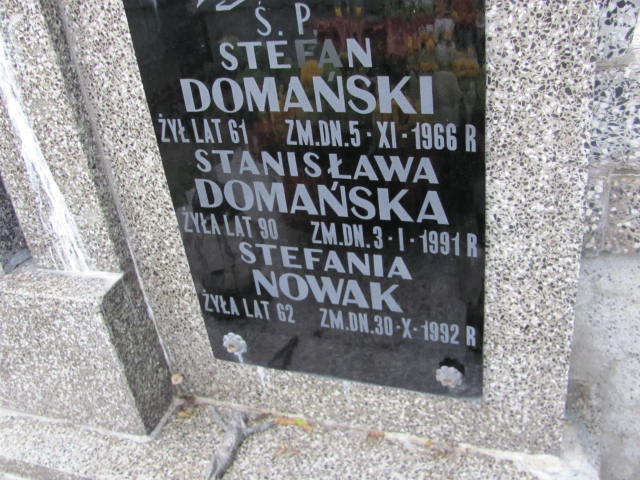 Ś.P.
STEFAN
DOMAŃSKI
ŻYŁ LAT 61 ZM.DN.5-XI-1966 R
STANISŁAWA
DOMAŃSKA
ŻYŁA LAT 90 ZM.DN.3-I-1991 R
STEFANIA
NOWAK
ŻYŁA LAT 62 ZM.DN.30-X-1992 R